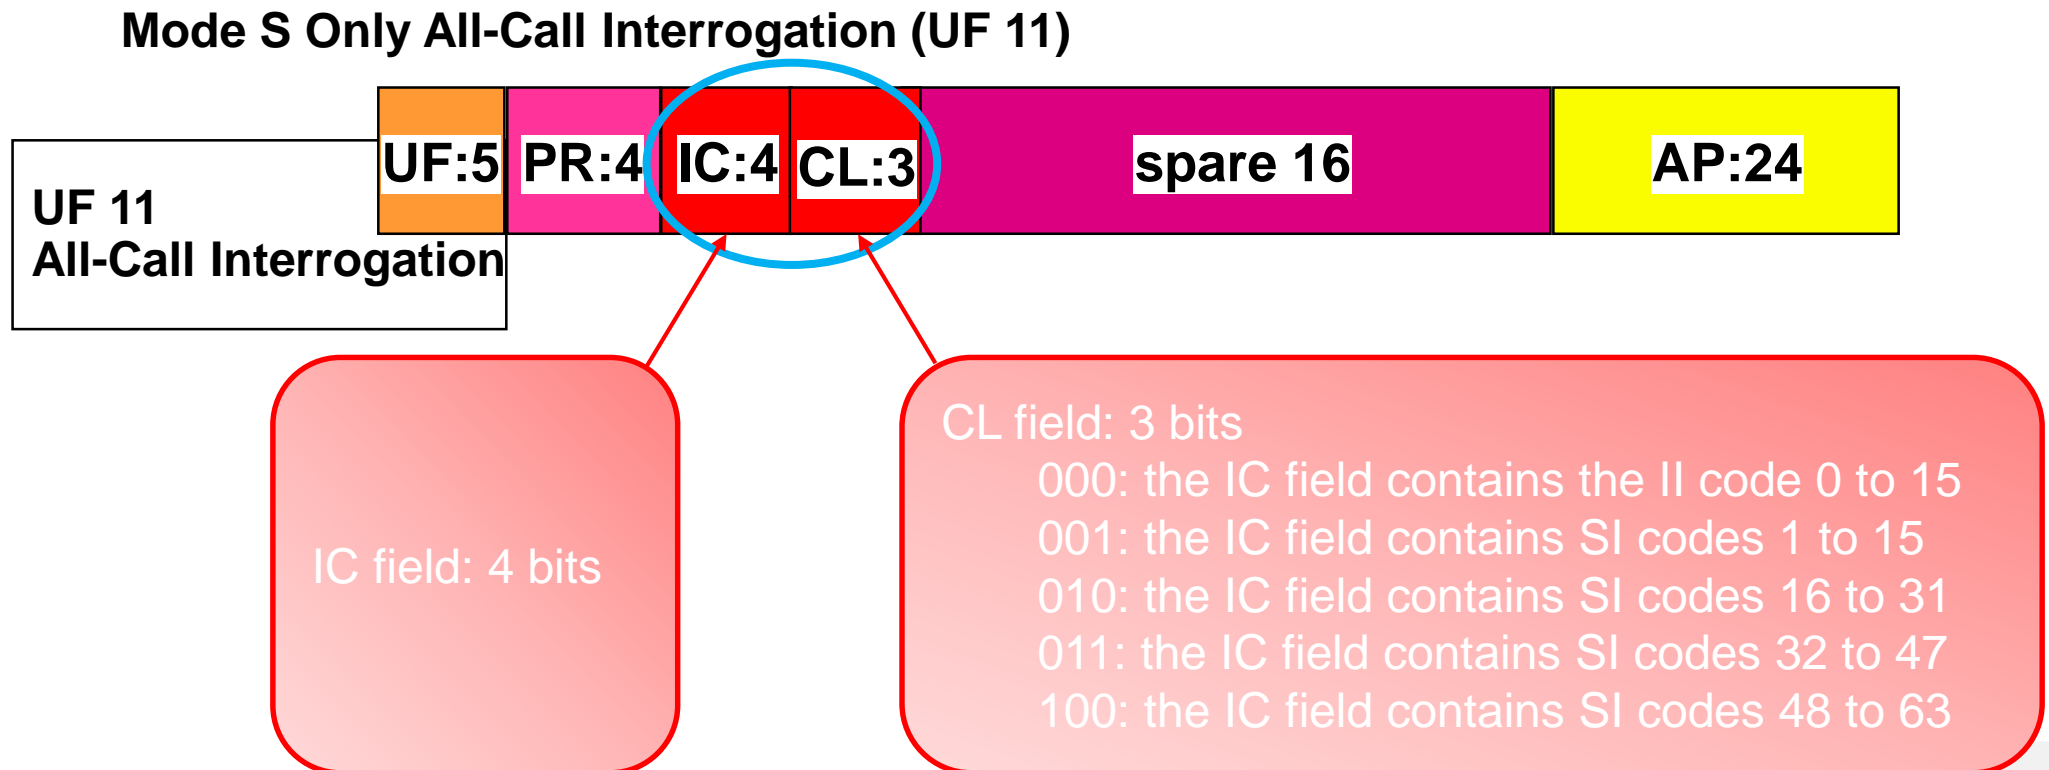 Mode S Only All-Call Interrogation (UF 11)
UF:5 PR:4 IC:4 CL:3 spare 16 AP:24
UF 11
All-Call Interrogation
IC field: 4 bits
CL field: 3 bits
000: the IC field contains the II code 0 to 15
001: the IC field contains SI codes 1 to 15
010: the IC field contains SI codes 16 to 31
011: the IC field contains SI codes 32 to 47
100: the IC field contains SI codes 48 to 63